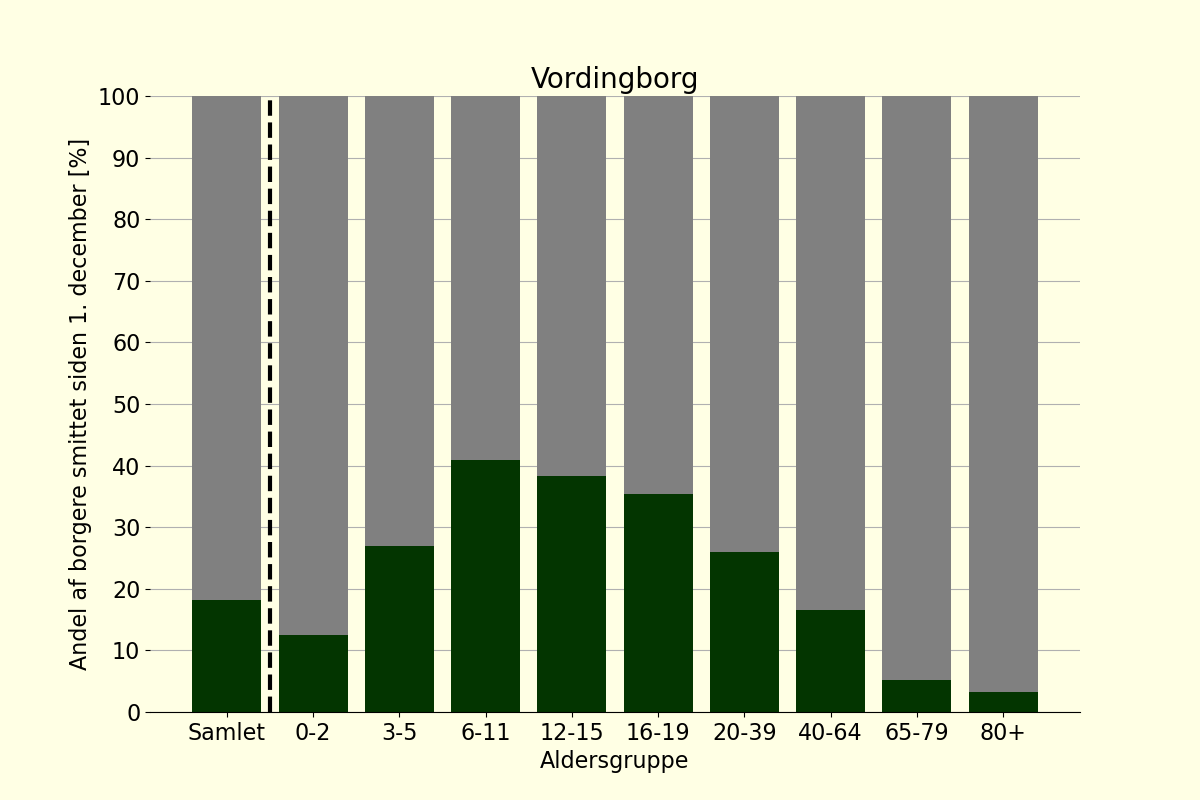 Vordingborg
Andel af borgere smittet siden 1. december [%]
100
90
80
70
60
50
40
30
20
10
0
Samlet 0-2 3-5 6-11 12-15 16-19 20-39 40-64 65-79 80+
Aldersgruppe